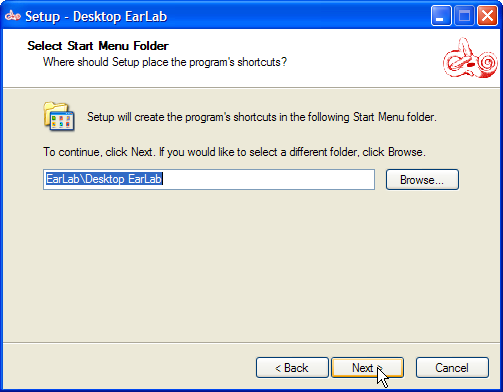 Setup - Desktop EarLab
Select Start Menu Folder
Where should Setup place the program's shortcuts?
Setup will create the program's shortcuts in the following Start Menu folder.
To continue, click Next. If you would like to select a different folder, click Browse.
EarLab\Desktop EarLab
Browse...
< Back
Next >
Cancel